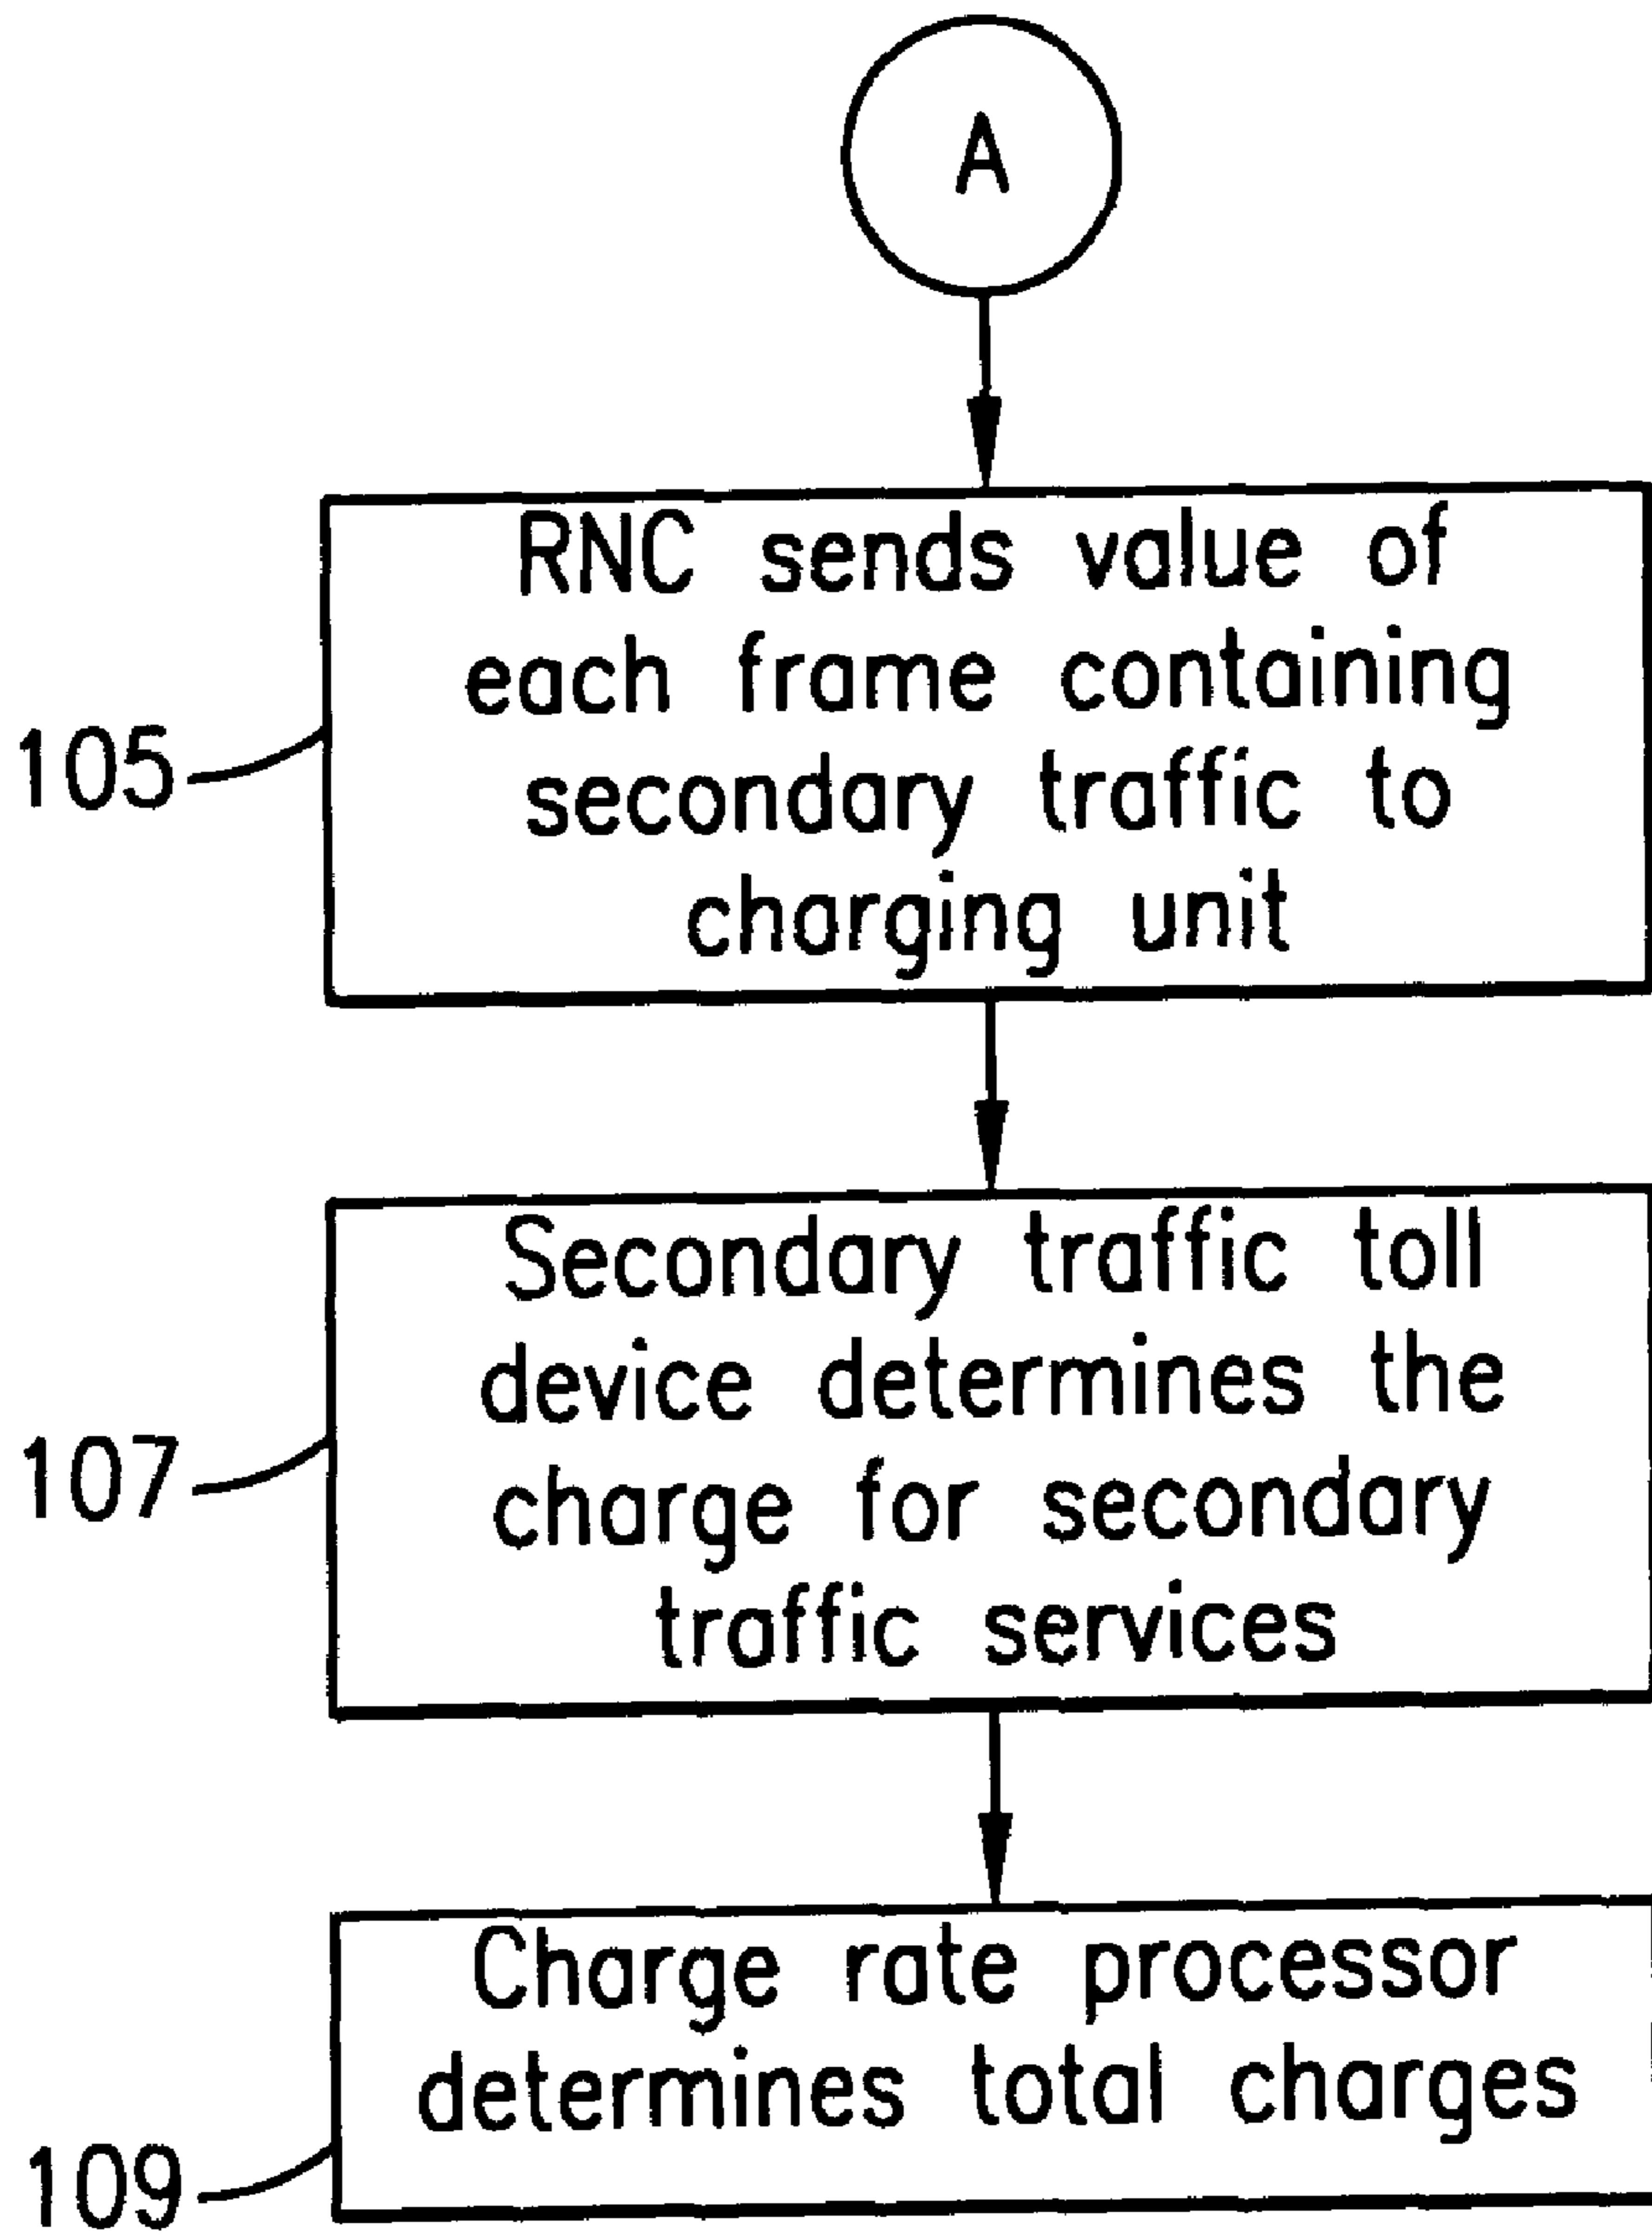 A
RNC sends value of
each frame containing
secondary traffic to
charging unit
105
Secondary traffic toll
device determines the
charge for secondary
traffic services
107
Charge rate processor
determines total charges
109